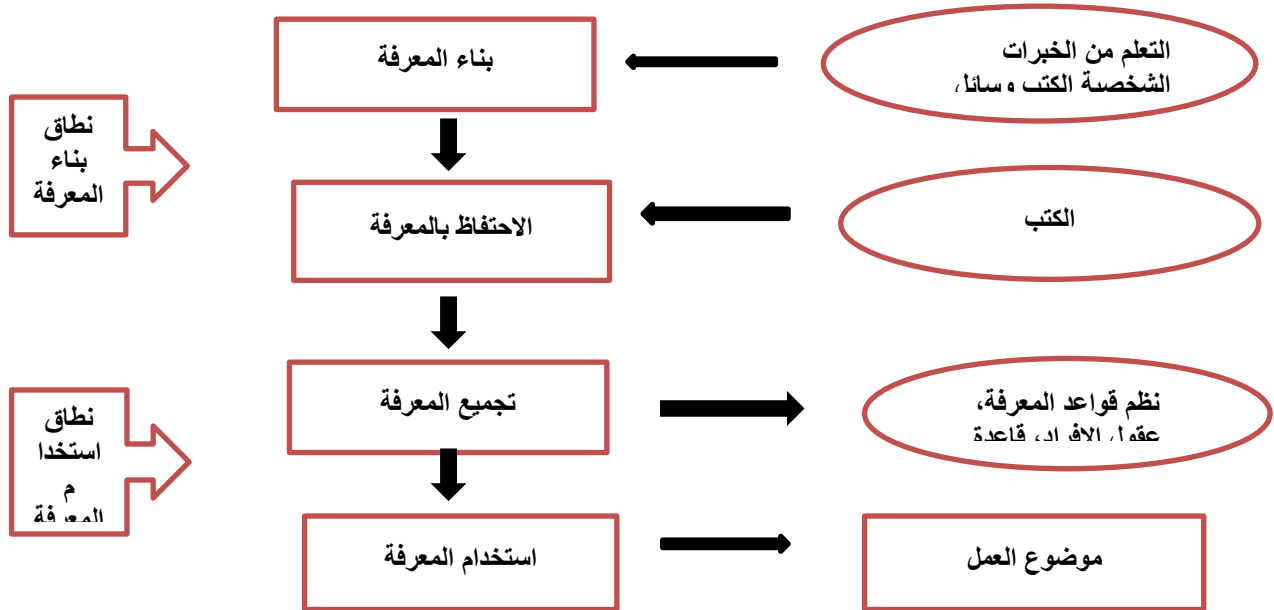 بناء المعرفة
التعلم من الخبرات
الشخصية الكتب وسائل
نطاق
بناء
المعرفة
الاحتفاظ بالمعرفة
الكتب
تجميع المعرفة
نظم قواعد المعرفة،
عقول الافراد، قاعدة
نطاق
استخدا
م
المعرفة
استخدام المعرفة
موضوع العمل